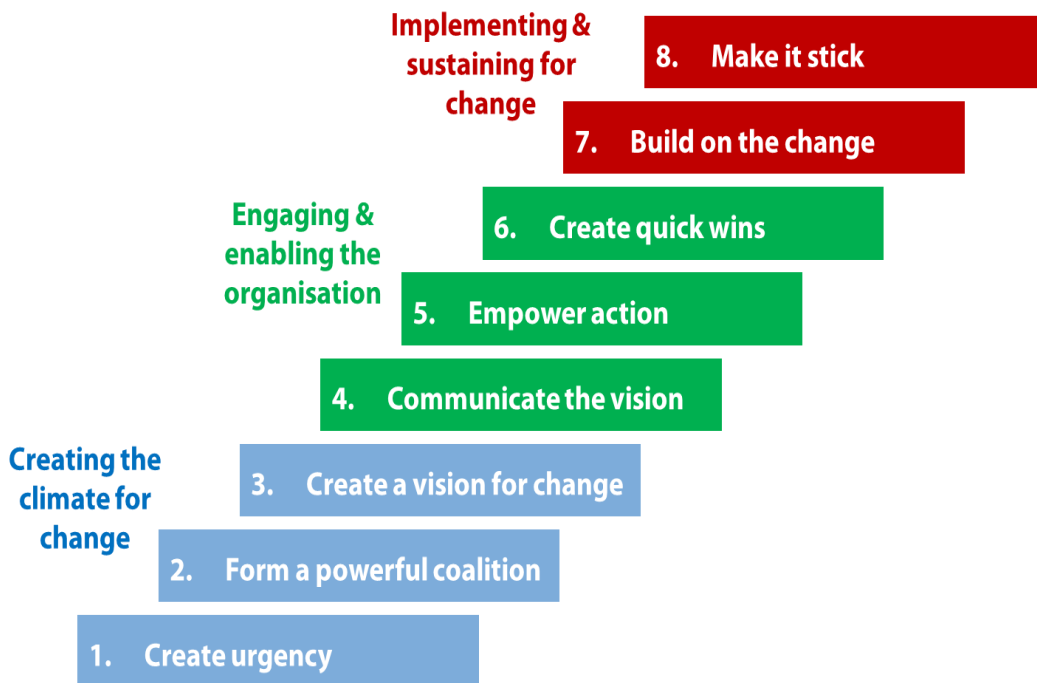 Implementing &
sustaining for
change
8. Make it stick
7. Build on the change
Engaging &
enabling the
organisation
6. Create quick wins
5. Empower action
4. Communicate the vision
Creating the
climate for
change
3. Create a vision for change
2. Form a powerful coalition
1. Create urgency